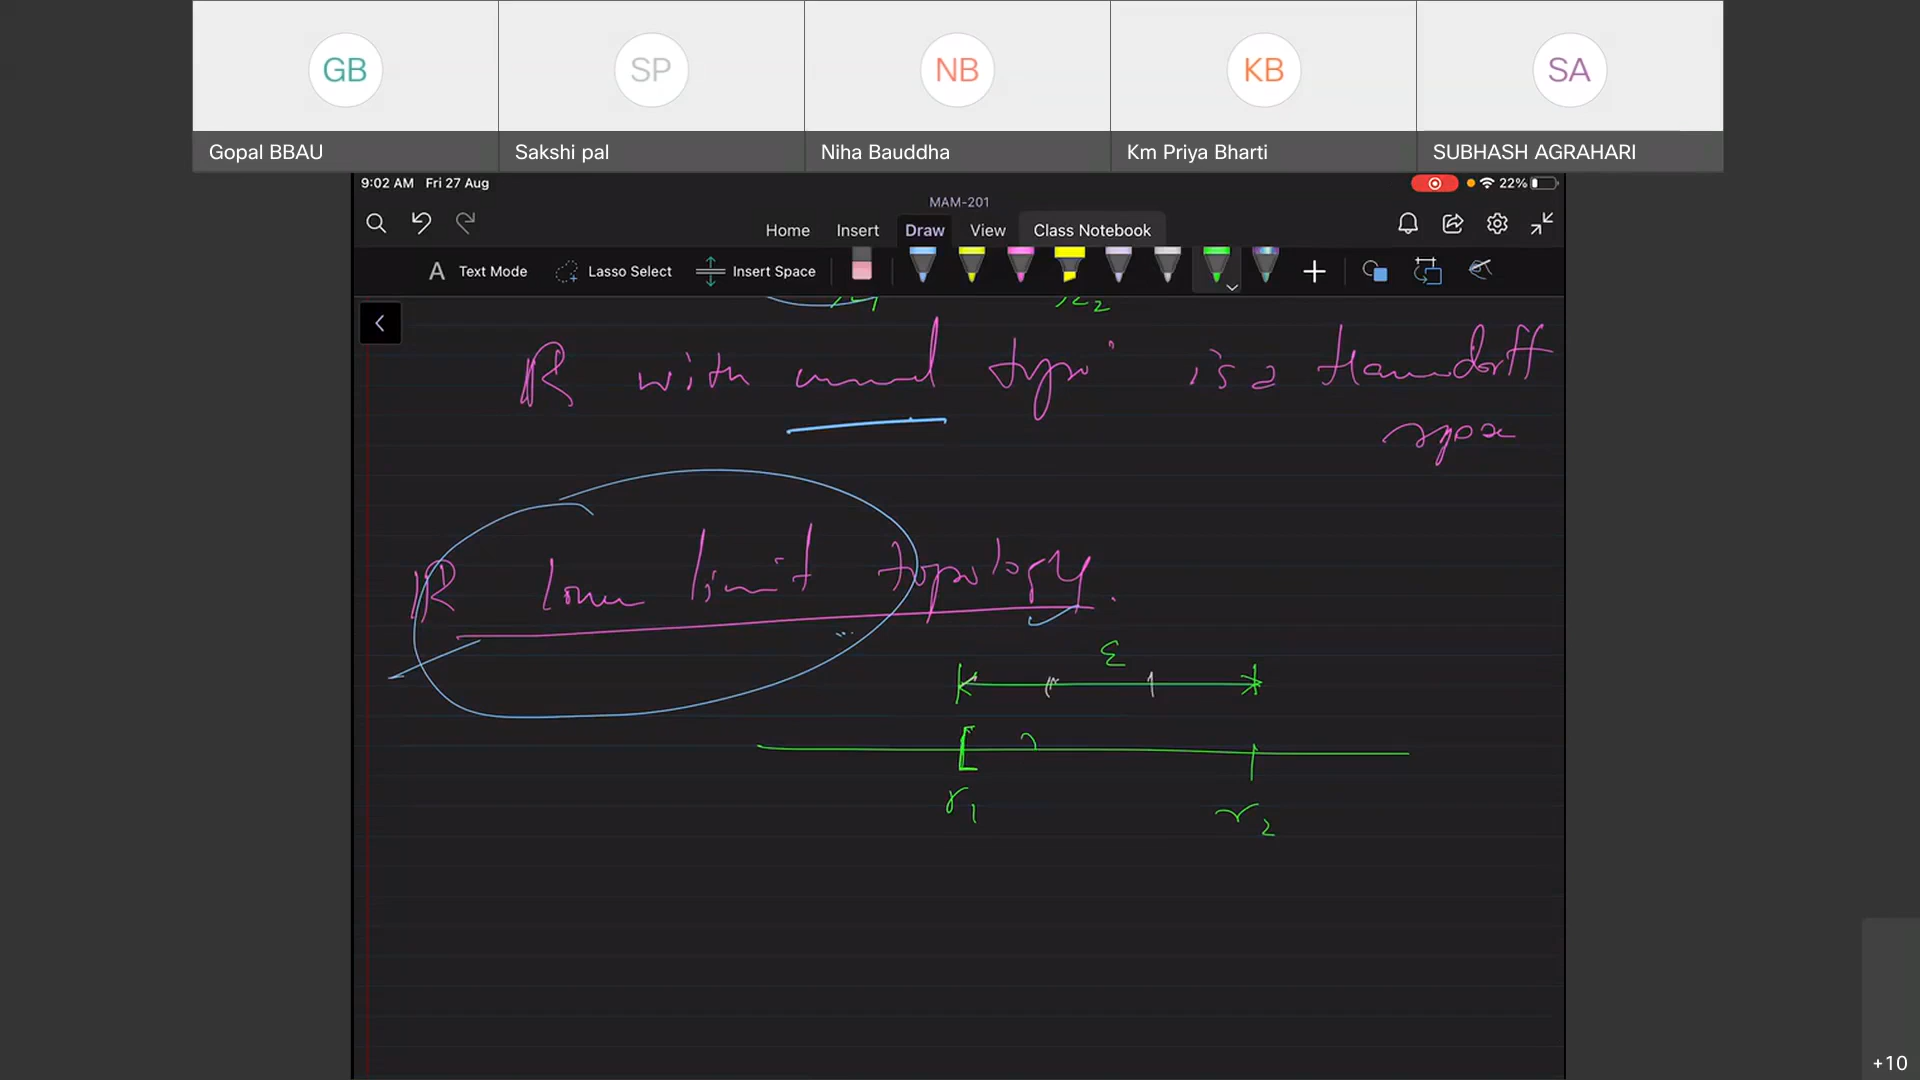 GB SP NB KB SA
Gopal BBAU Sakshi pal Niha Bauddha Km Priya Bharti SUBHASH AGRAHARI
9:02 AM Fri 27 Aug 22%
MAM-201
Home Insert Draw View Class Notebook
A Text Mode Lasso Select Insert Space
2
R with usual topo is a Hausdorff
space
R lower limit topology.
ε
r1 r2
+10